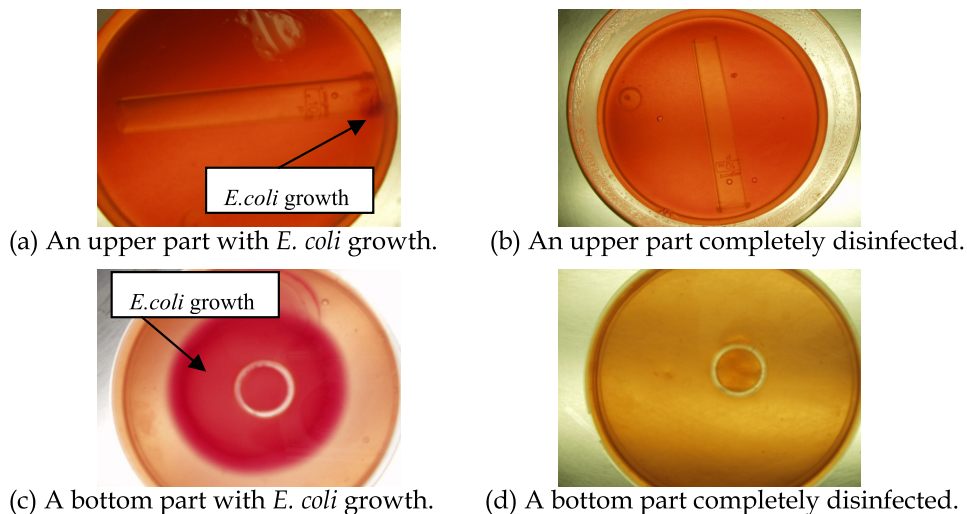 E.coli growth
(a) An upper part with E. coli growth.
(b) An upper part completely disinfected.
E.coli growth
(c) A bottom part with E. coli growth.
(d) A bottom part completely disinfected.